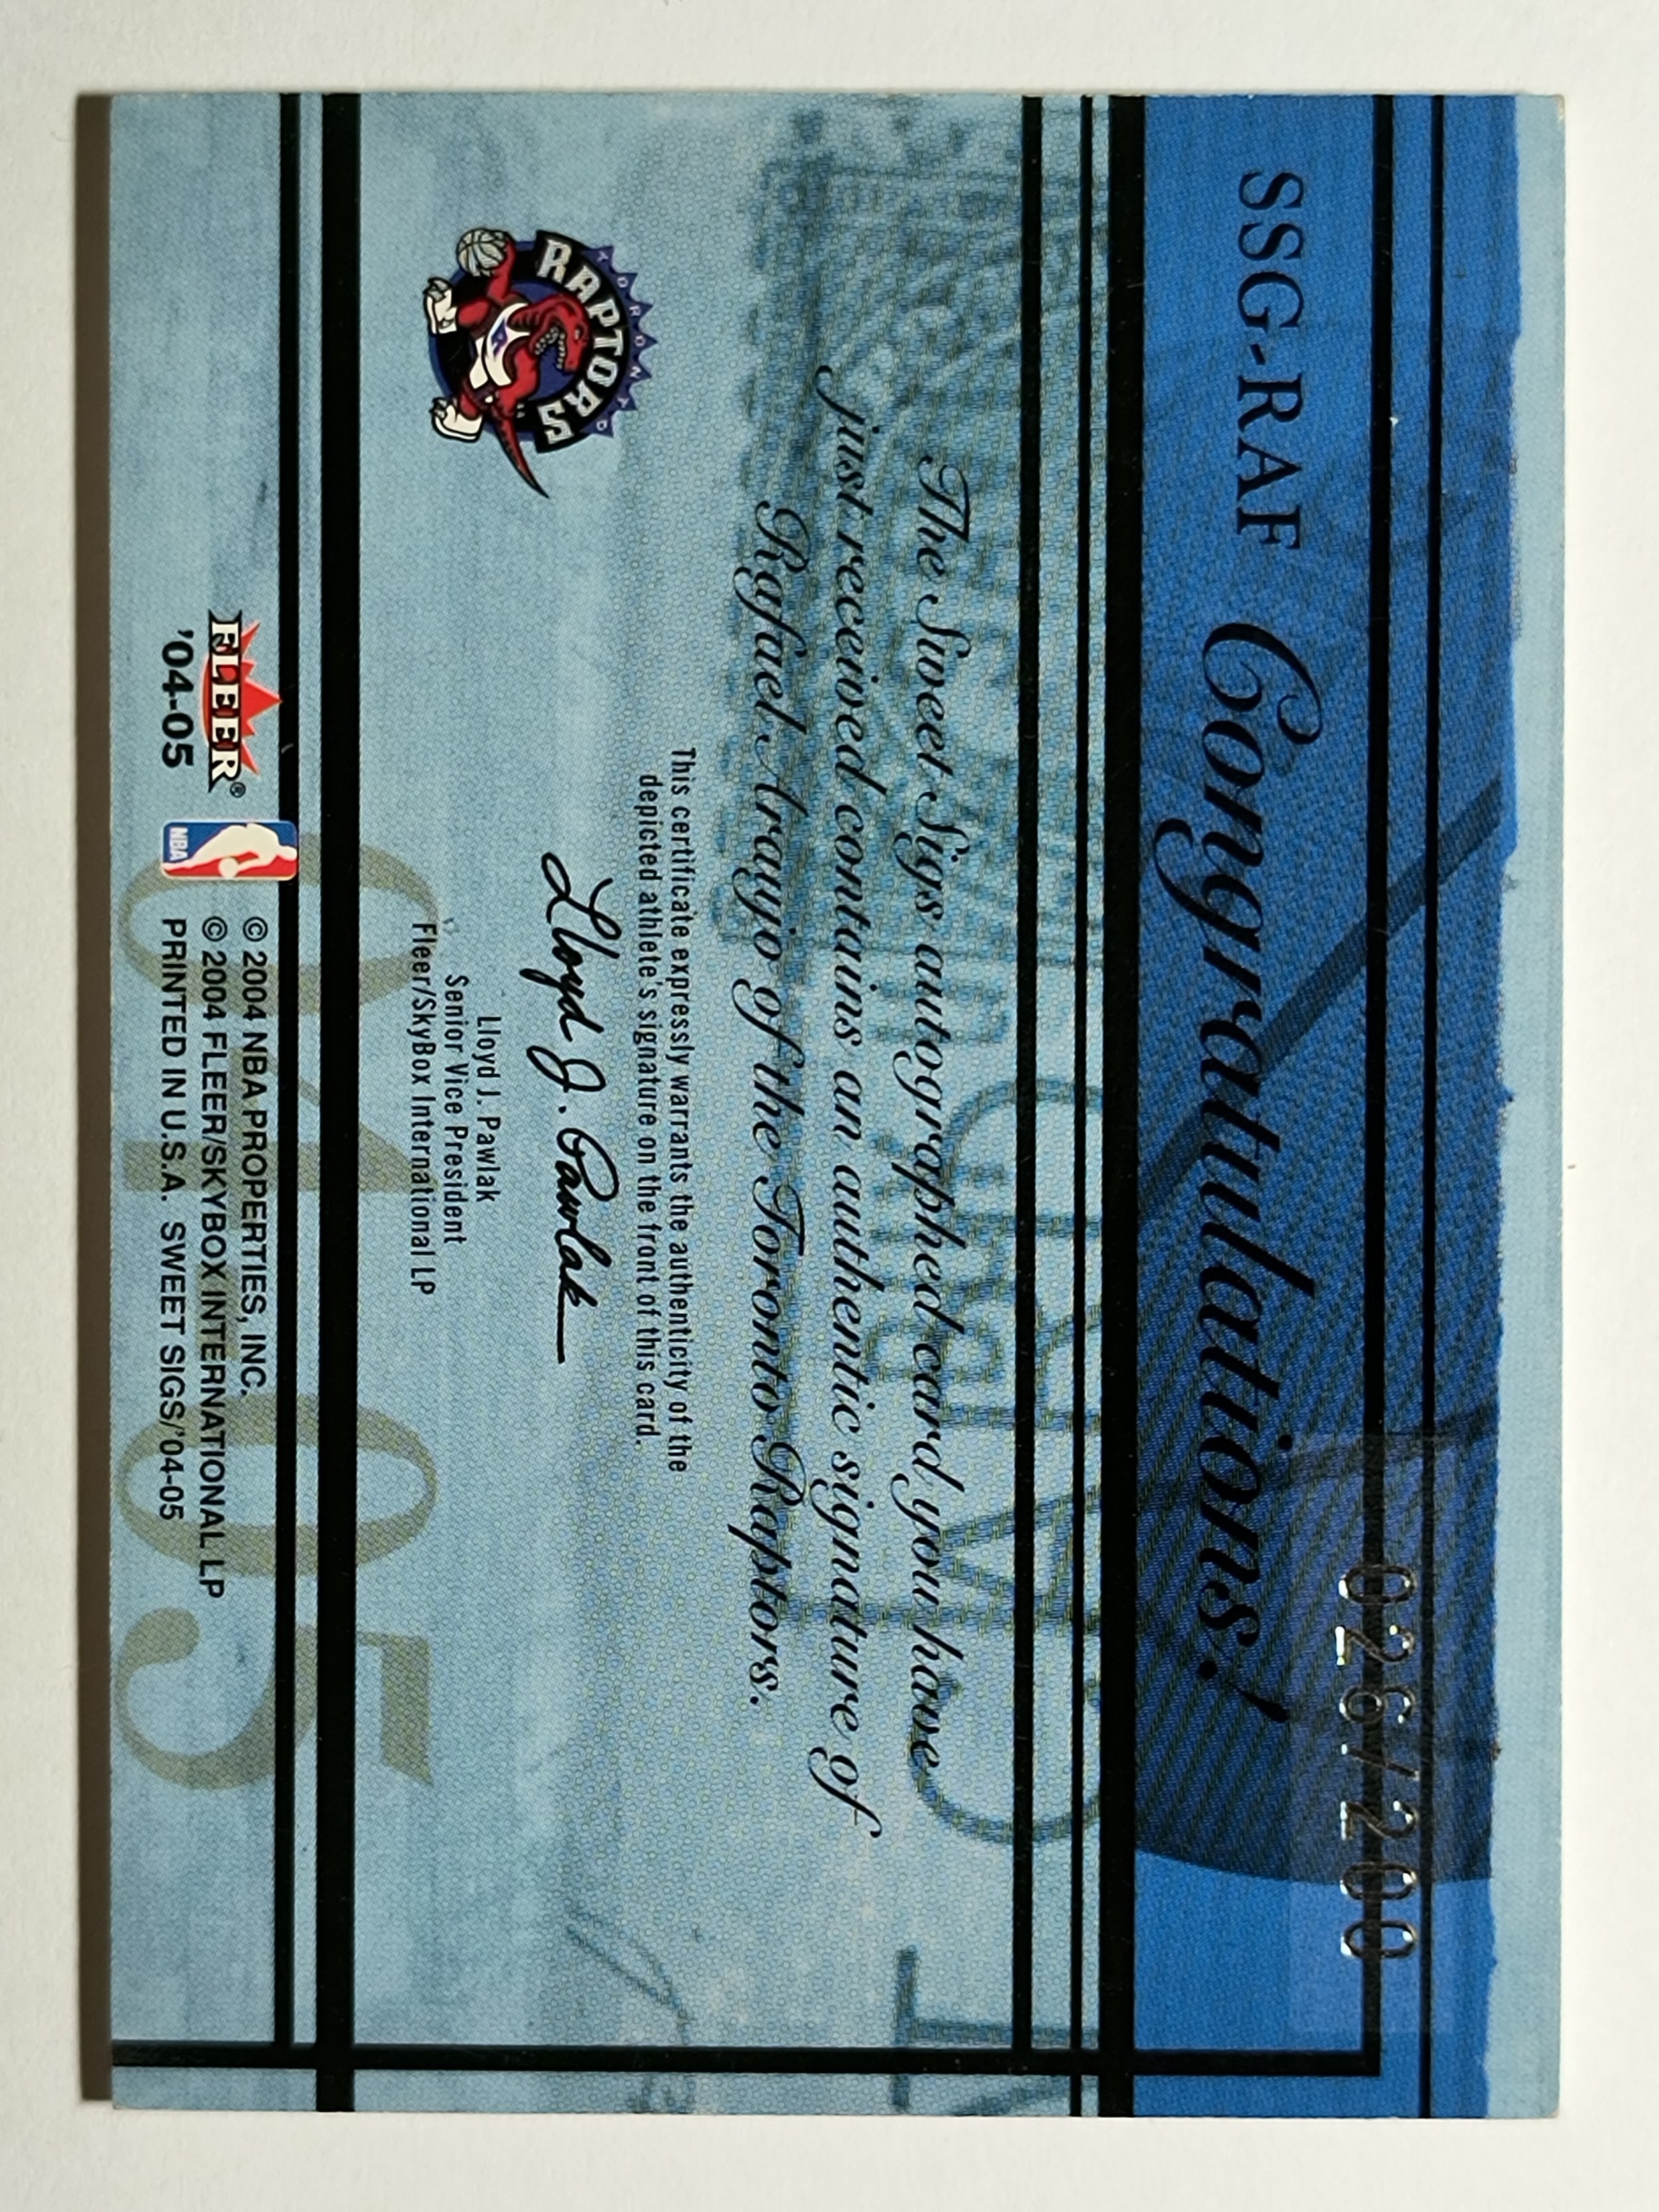 026/200
SSG-RAF Congratulations!
The Sweet Sigs autographed card you have
just received contains an authentic signature of
Rafael Araujo of the Toronto Raptors.
This certificate expressly warrants the authenticity of the
depicted athlete's signature on the front of this card.
TORONTO
RAPTORS
Lloyd J. Pawlak
Lloyd J. Pawlak
Senior Vice President
Fleer/SkyBox International LP
04 05
FLEER®
'04-05
NBA
© 2004 NBA PROPERTIES, INC.
© 2004 FLEER/SKYBOX INTERNATIONAL LP
PRINTED IN U.S.A. SWEET SIGS/'04-05